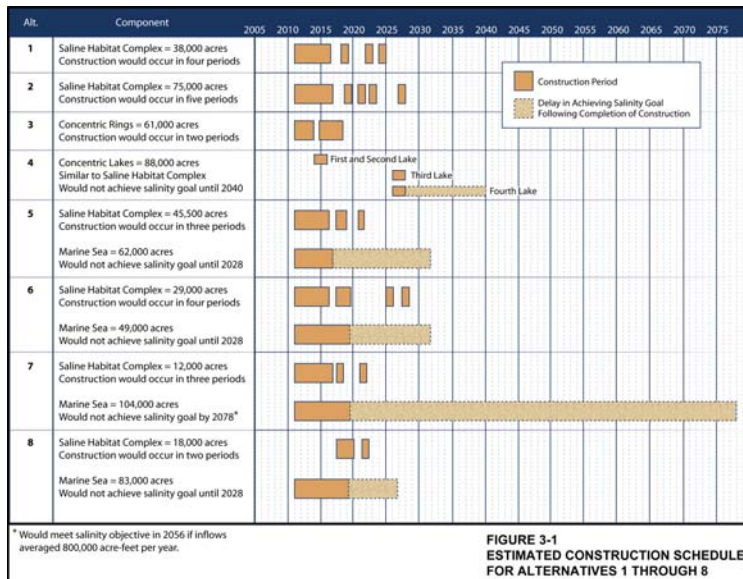 Alt. Component 2005 2010 2015 2020 2025 2030 2035 2040 2045 2050 2055 2060 2065 2070 2075
1 Saline Habitat Complex = 38,000 acres
Construction would occur in four periods
Construction Period
Delay in Achieving Salinity Goal
Following Completion of Construction
2 Saline Habitat Complex = 75,000 acres
Construction would occur in five periods
3 Concentric Rings = 61,000 acres
Construction would occur in two periods
4 Concentric Lakes = 88,000 acres
Similar to Saline Habitat Complex
Would not achieve salinity goal until 2040
First and Second Lake
Third Lake
Fourth Lake
5 Saline Habitat Complex = 45,500 acres
Construction would occur in three periods
Marine Sea = 62,000 acres
Would not achieve salinity goal until 2028
6 Saline Habitat Complex = 29,000 acres
Construction would occur in four periods
Marine Sea = 49,000 acres
Would not achieve salinity goal until 2028
7 Saline Habitat Complex = 12,000 acres
Construction would occur in three periods
Marine Sea = 104,000 acres
Would not achieve salinity goal by 2078*
8 Saline Habitat Complex = 18,000 acres
Construction would occur in two periods
Marine Sea = 83,000 acres
Would not achieve salinity goal until 2028
* Would meet salinity objective in 2056 if inflows
averaged 800,000 acre-feet per year.
FIGURE 3-1
ESTIMATED CONSTRUCTION SCHEDULE
FOR ALTERNATIVES 1 THROUGH 8